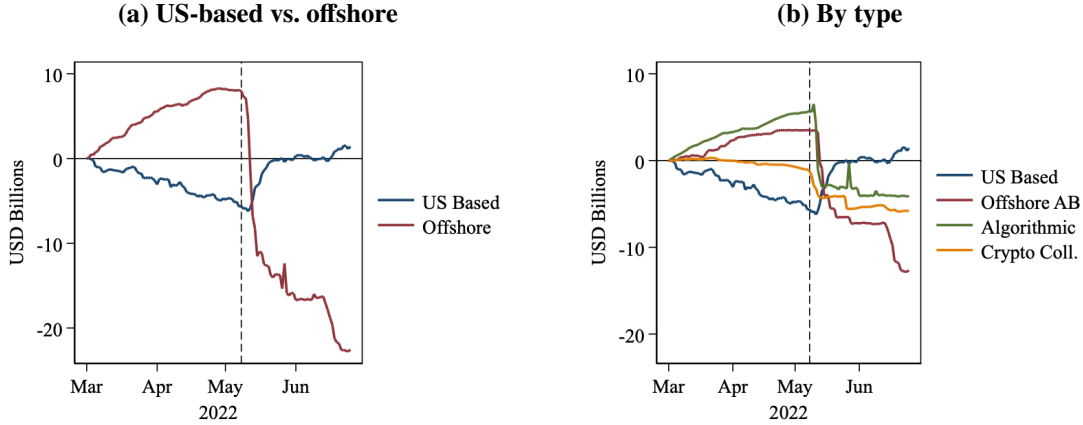 (a) US-based vs. offshore
10
0
-10
-20
USD Billions
Mar
Apr
May
Jun
2022
US Based
Offshore
(b) By type
10
0
-10
-20
USD Billions
Mar
Apr
May
Jun
2022
US Based
Offshore AB
Algorithmic
Crypto Coll.